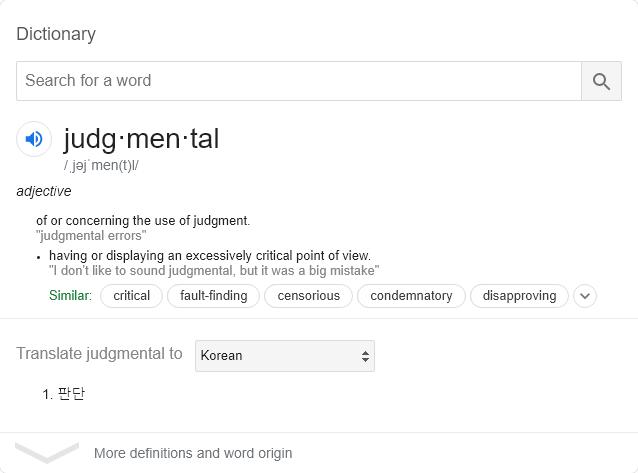 Dictionary
Search for a word
judg·men·tal
/ˌjəjˈmen(t)l/
adjective
of or concerning the use of judgment.
"judgmental errors"
• having or displaying an excessively critical point of view.
"I don't like to sound judgmental, but it was a big mistake"
Similar: critical fault-finding censorious condemnatory disapproving
Translate judgmental to Korean
1. 판단
More definitions and word origin